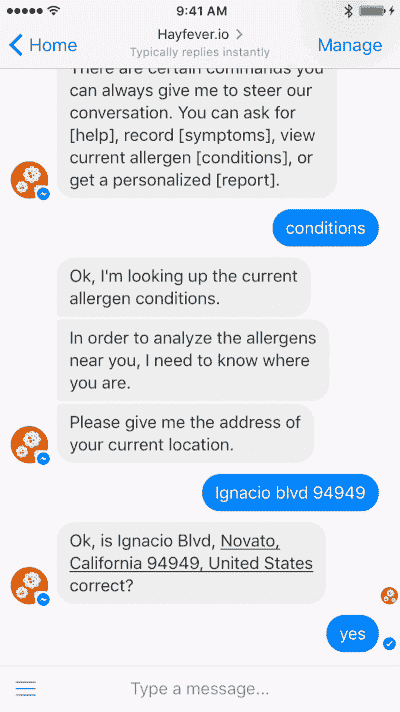 9:41 AM
Home
Hayfever.io
Typically replies instantly
Manage
There are certain commands you
can always give me to steer our
conversation. You can ask for
[help], record [symptoms], view
current allergen [conditions], or
get a personalized [report].
conditions
Ok, I'm looking up the current
allergen conditions.
In order to analyze the allergens
near you, I need to know where
you are.
Please give me the address of
your current location.
Ignacio blvd 94949
Ok, is Ignacio Blvd, Novato,
California 94949, United States
correct?
yes
Type a message...